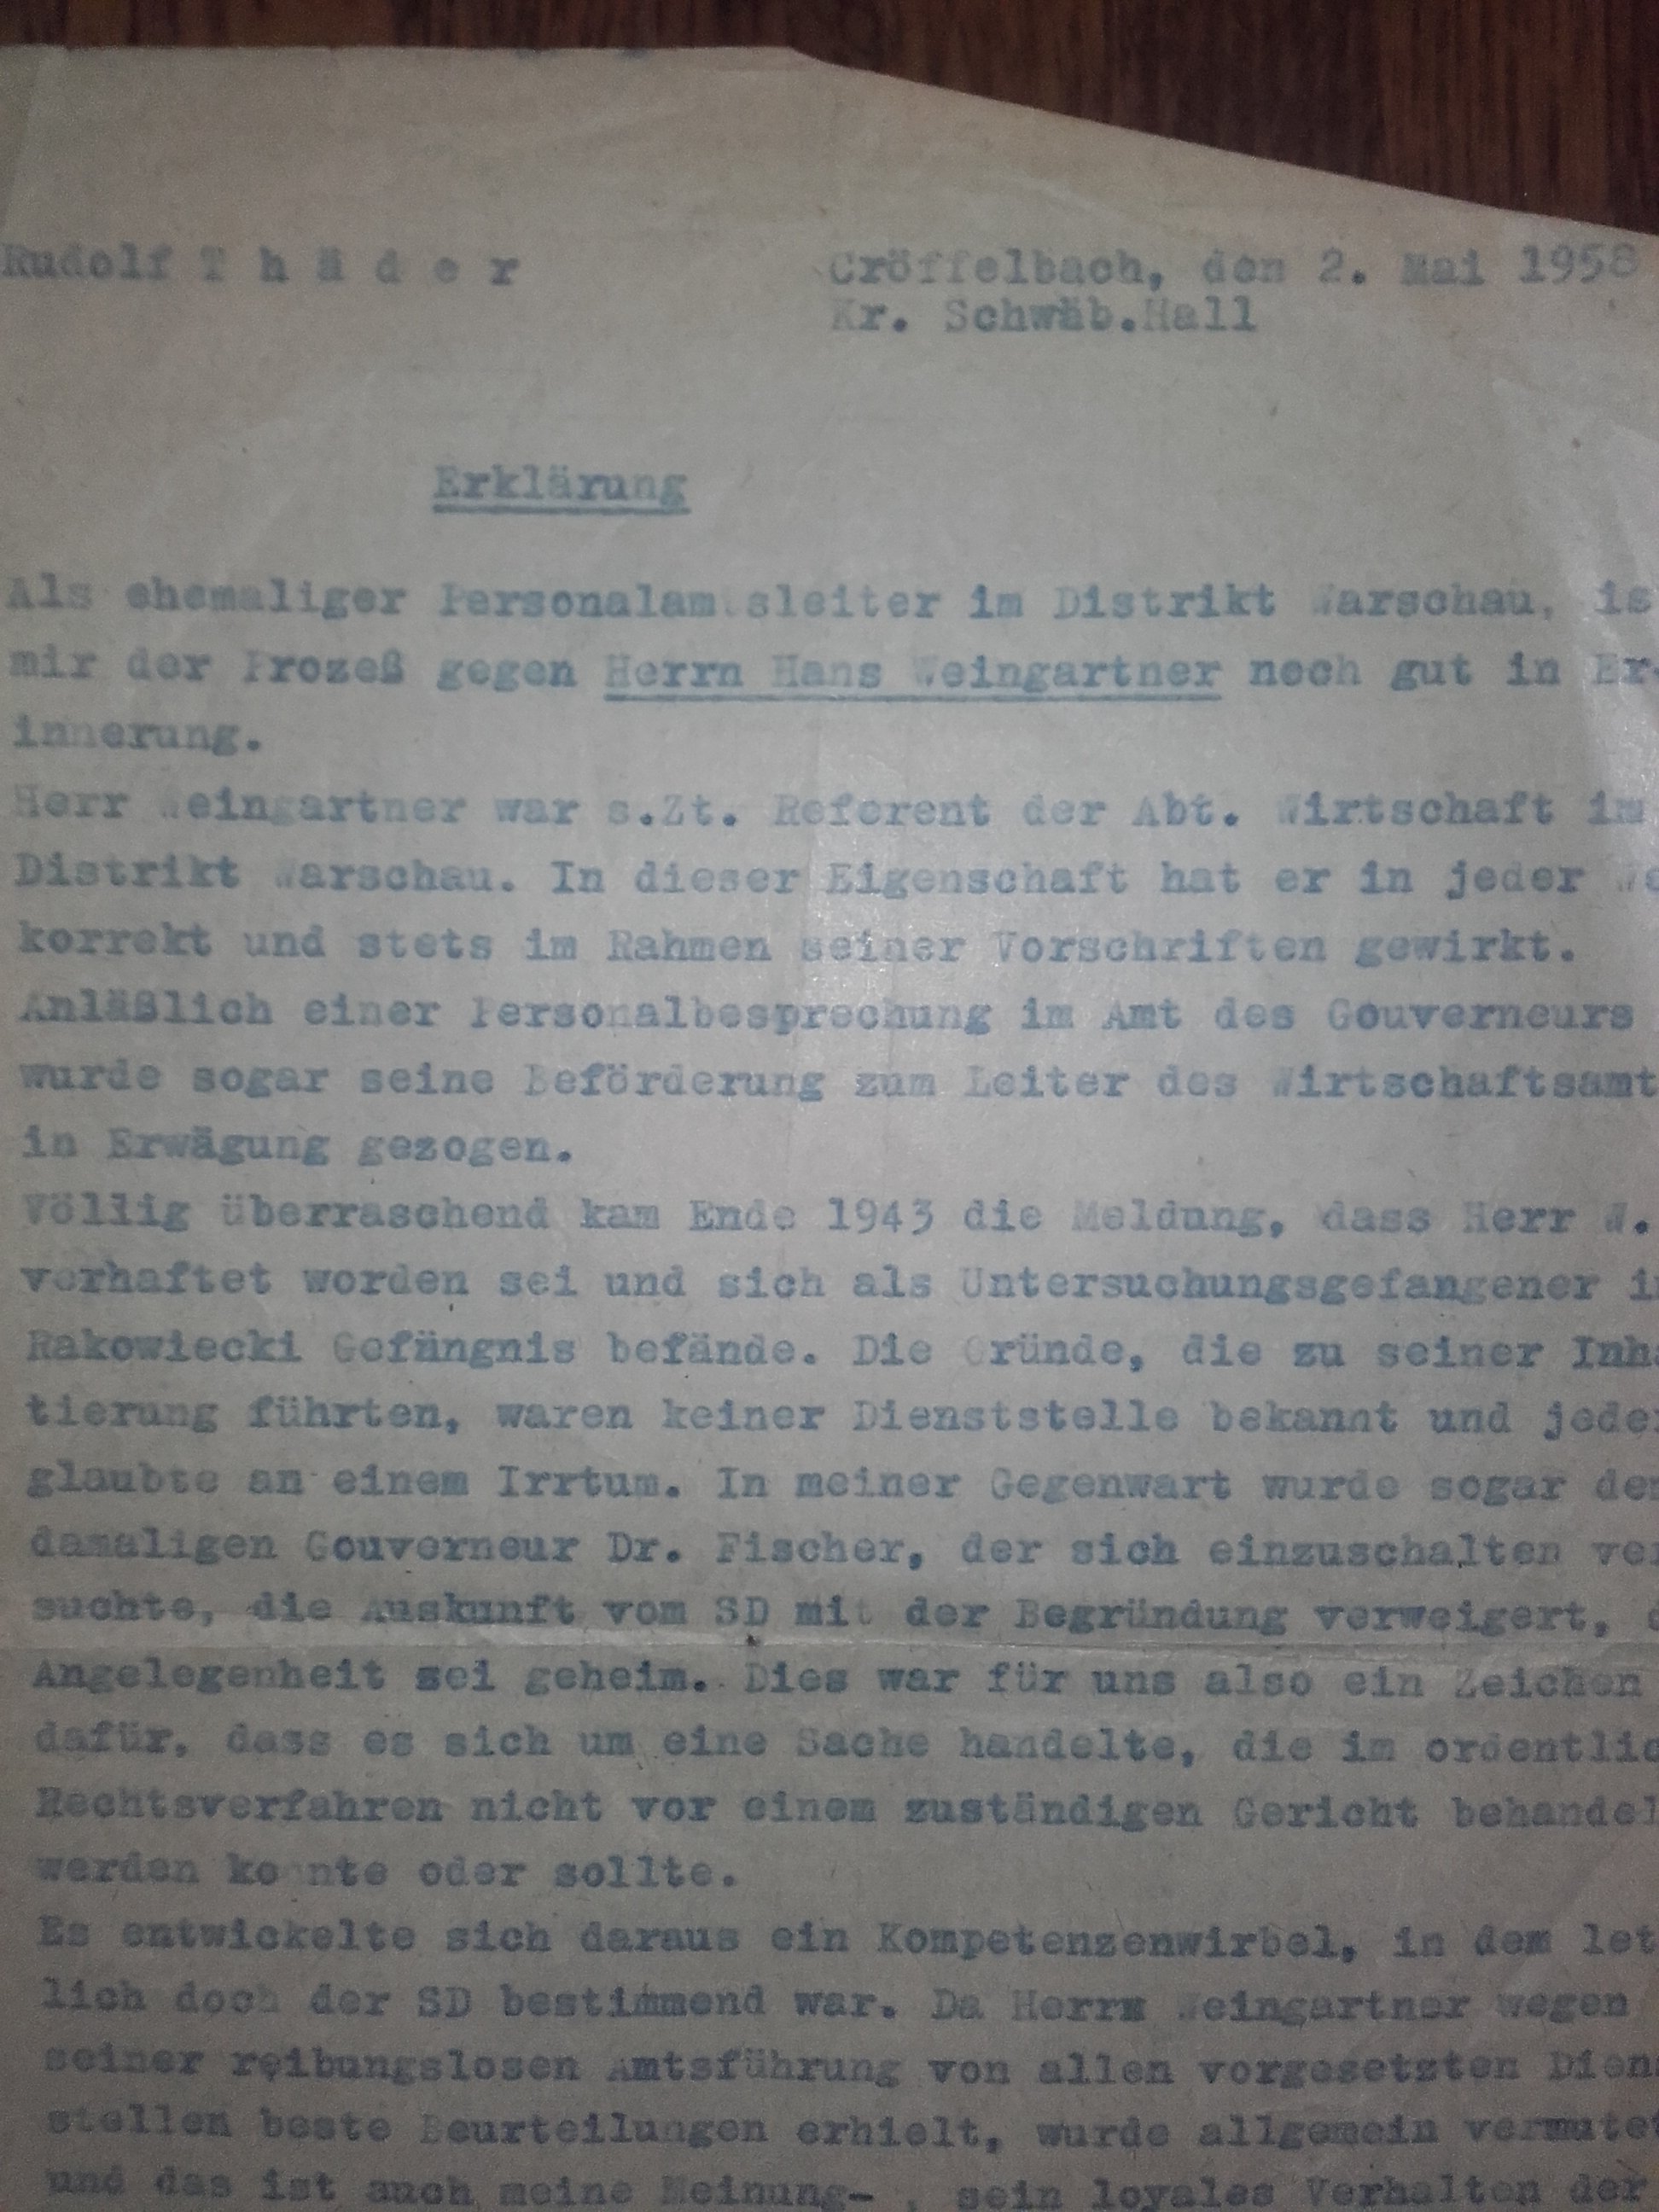 Rudolf T h ä d e r
Cröffelbach, den 2. Mai 1958
Kr. Schwäb.Hall
Erklärung
Als ehemaliger Personalamtsleiter im Distrikt Warschau, is
mir der Prozeß gegen Herrn Hans Weingartner noch gut in Er-
innerung.
Herr Weingartner war s.Zt. Referent der Abt. Wirtschaft im
Distrikt Warschau. In dieser Eigenschaft hat er in jeder We
korrekt und stets im Rahmen seiner Vorschriften gewirkt.
Anläßlich einer Personalbesprechung im Amt des Gouverneurs
wurde sogar seine Beförderung zum Leiter des Wirtschaftsamt
in Erwägung gezogen.
Völlig überraschend kam Ende 1943 die Meldung, dass Herr W.
verhaftet worden sei und sich als Untersuchungsgefangener i
Rakowiecki Gefängnis befände. Die Gründe, die zu seiner Inha
tierung führten, waren keiner Dienststelle bekannt und jeder
glaubte an einem Irrtum. In meiner Gegenwart wurde sogar dem
damaligen Gouverneur Dr. Fischer, der sich einzuschalten ver
suchte, die Auskunft vom SD mit der Begründung verweigert, d
Angelegenheit sei geheim. Dies war für uns also ein Zeichen
dafür, dass es sich um eine Sache handelte, die im ordentlic
Rechtsverfahren nicht vor einem zuständigen Gericht behandel
werden konnte oder sollte.
Es entwickelte sich daraus ein Kompetenzenwirbel, in dem let
lich doch der SD bestimmend war. Da Herrn Weingartner wegen
seiner reibungslosen Amtsführung von allen vorgesetzten Diens
stellen beste Beurteilungen erhielt, wurde allgemein vermutet
und das ist auch meine Meinung- , sein loyales Verhalten der